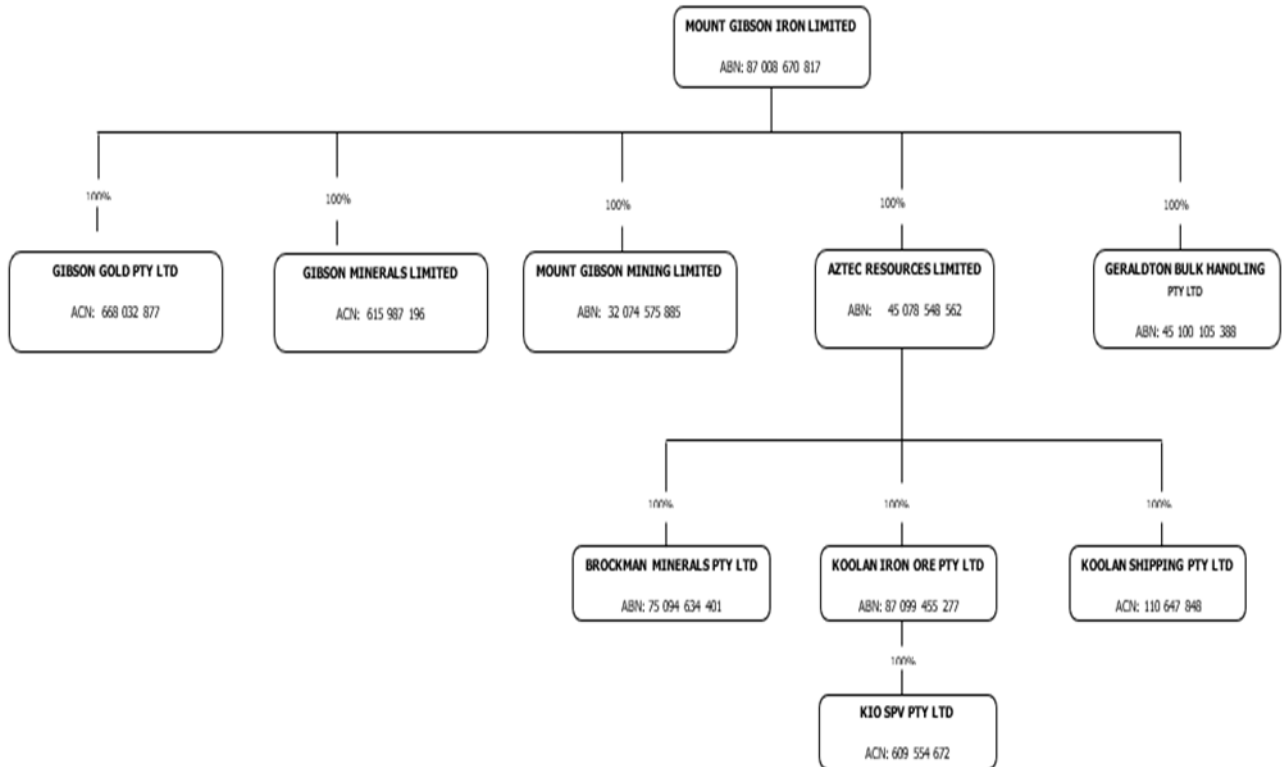 MOUNT GIBSON IRON LIMITED
ABN: 87 008 670 817
100%
100%
100%
100%
100%
GIBSON GOLD PTY LTD
ACN: 668 032 877
GIBSON MINERALS LIMITED
ACN: 615 987 196
MOUNT GIBSON MINING LIMITED
ABN: 32 074 575 885
AZTEC RESOURCES LIMITED
ABN: 45 078 548 562
GERALDTON BULK HANDLING
PTY LTD
ABN: 45 100 105 388
100%
100%
100%
BROCKMAN MINERALS PTY LTD
ABN: 75 094 634 401
KOOLAN IRON ORE PTY LTD
ABN: 87 099 455 277
KOOLAN SHIPPING PTY LTD
ACN: 110 647 848
100%
KIO SPV PTY LTD
ACN: 609 554 672